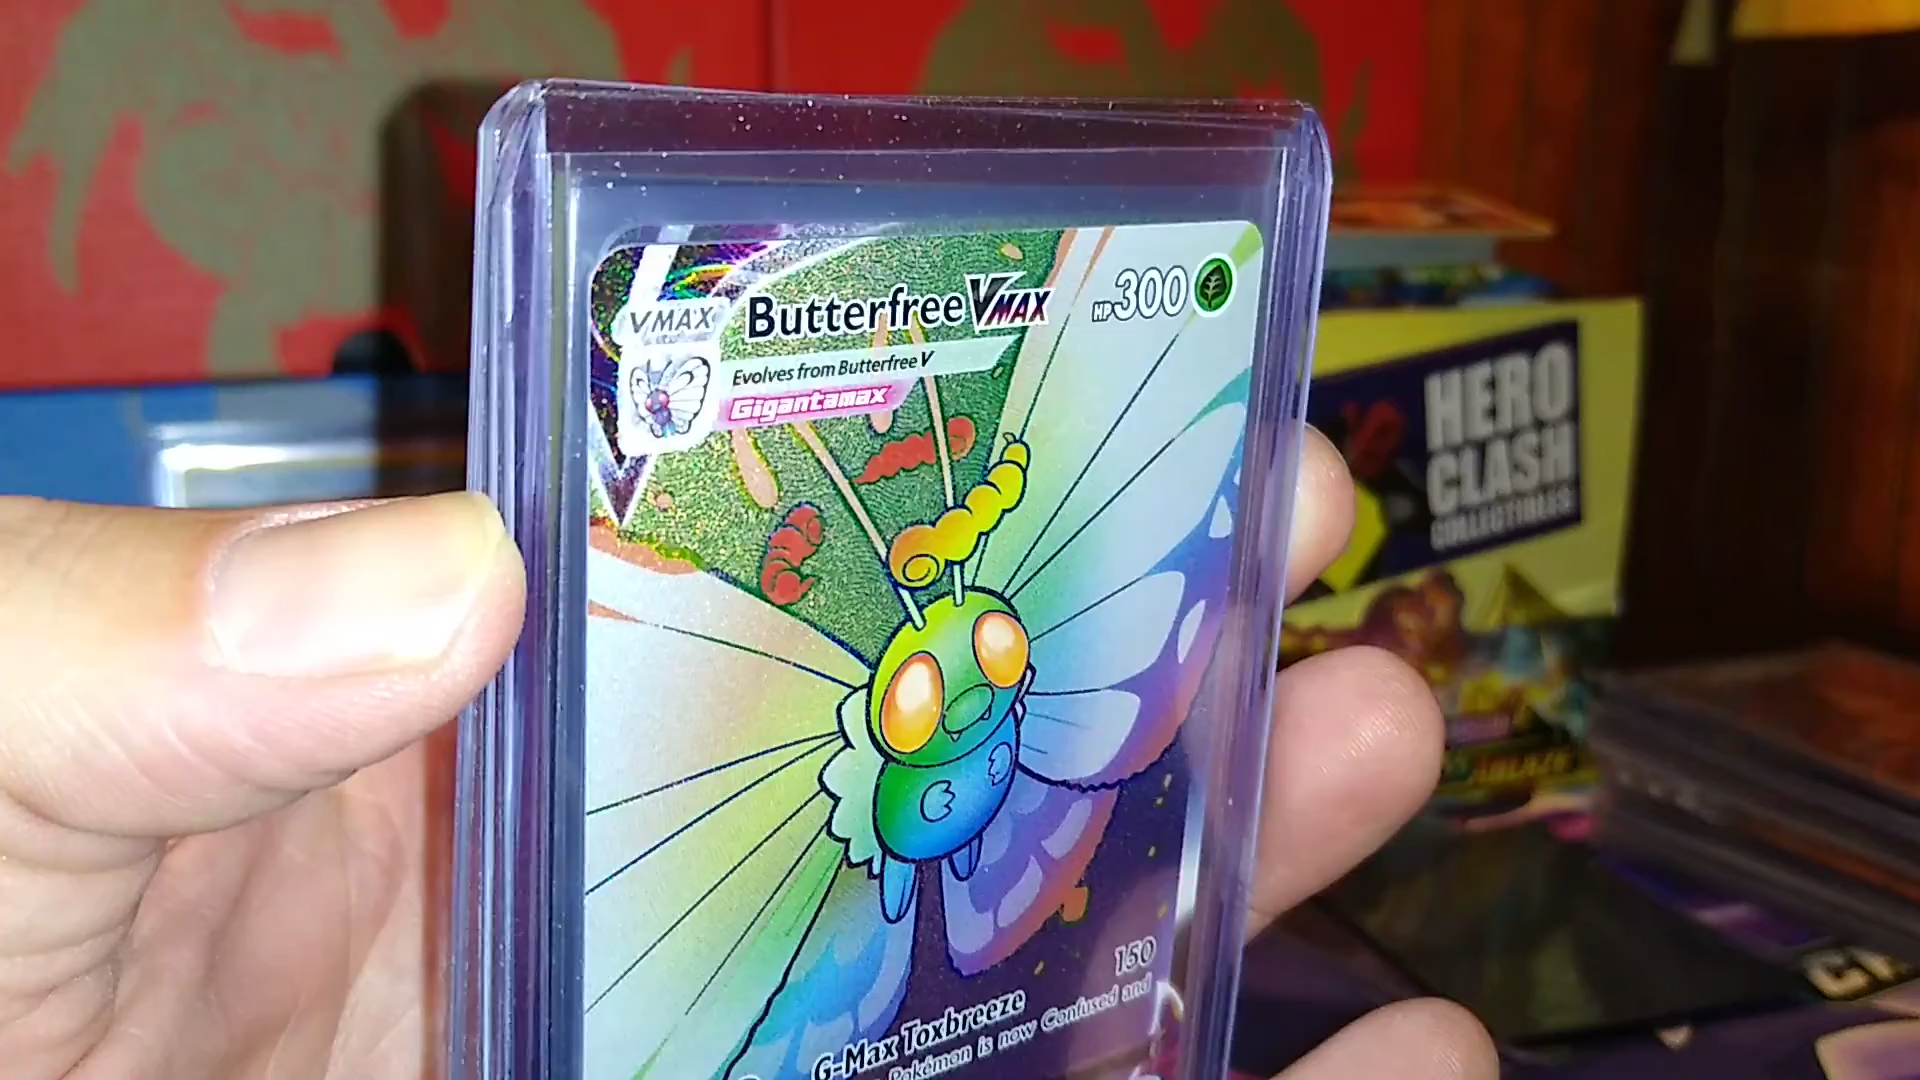 VMAX Butterfree VMAX HP300
Evolves from Butterfree V
Gigantamax
G-Max Toxbreeze 150
Pokémon is now Confused and
HERO
CLASH
COLLECTIBLES